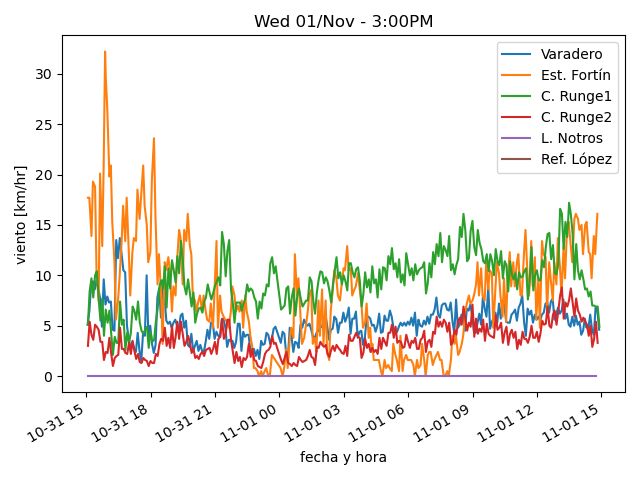 Wed 01/Nov - 3:00PM
Varadero
Est. Fortín
C. Runge1
C. Runge2
L. Notros
Ref. López
viento [km/hr]
30
25
20
15
10
5
0
10-31 15
10-31 18
10-31 21
11-01 00
11-01 03
11-01 06
11-01 09
11-01 12
11-01 15
fecha y hora